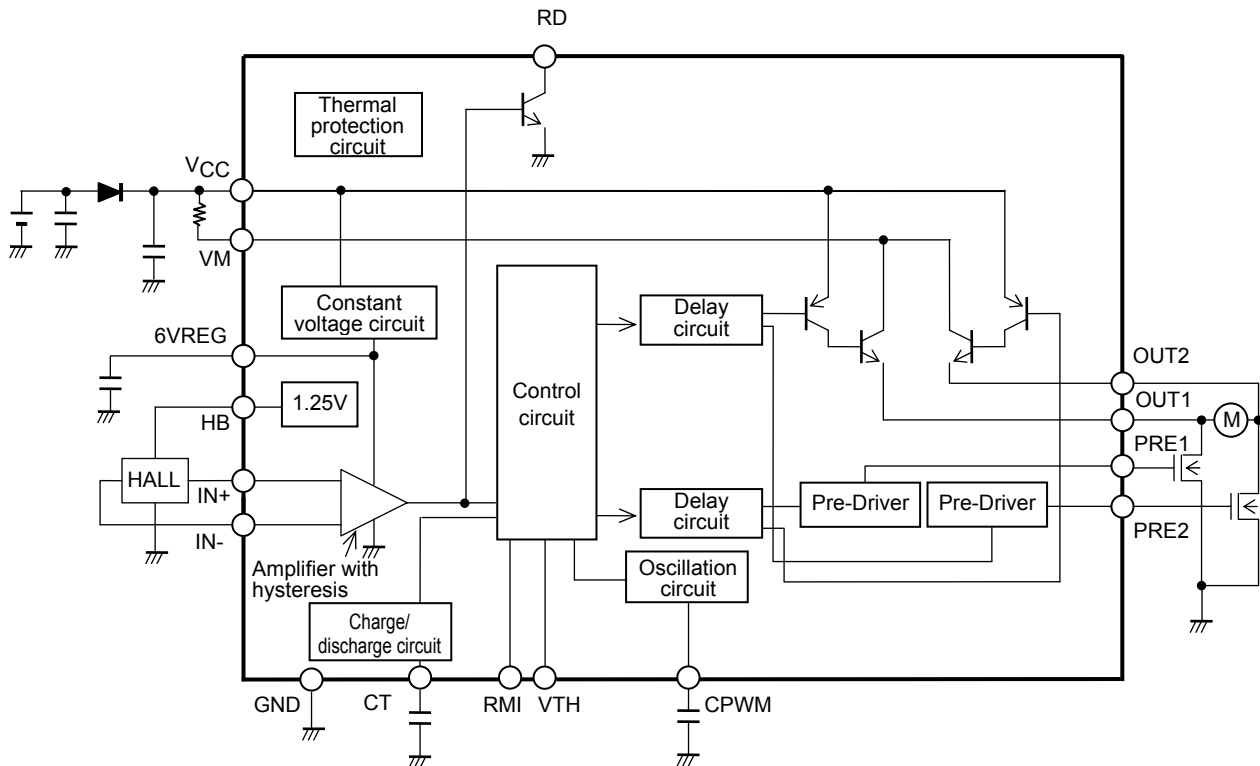 RD
Thermal
protection
circuit
VCC
VM
Constant
voltage circuit
Delay
circuit
6VREG
OUT2
1.25V
Control
circuit
OUT1
M
HB
PRE1
HALL
IN+
Delay
circuit
Pre-Driver
Pre-Driver
PRE2
IN-
Amplifier with
hysteresis
Oscillation
circuit
Charge/
discharge circuit
GND
CT
RMI
VTH
CPWM